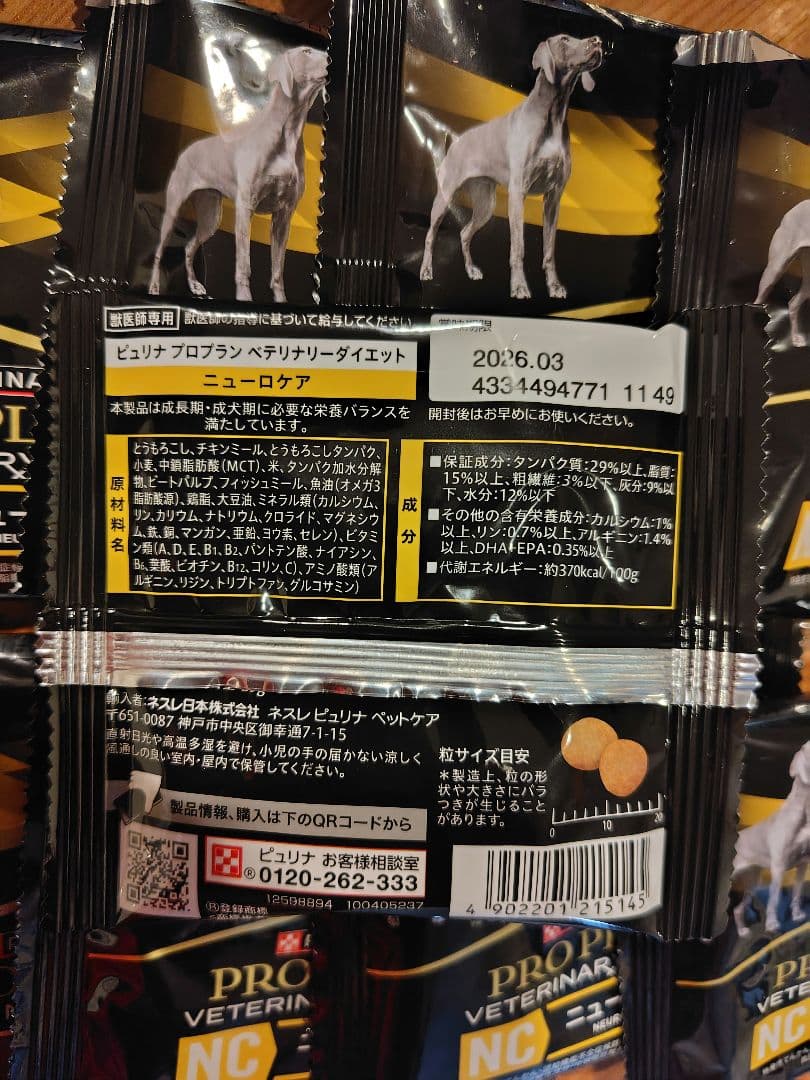 獣医師専用 獣医師の指導に基づいて給与してください
ピュリナ プロプラン ベテリナリーダイエット
ニューロケア
本製品は成長期・成犬期に必要な栄養バランスを
満たしています。
賞味期限
2026.03
4334494771 1149
開封後はお早めにお使いください。
原材料名
とうもろこし、チキンミール、とうもろこしタンパク、
小麦、中鎖脂肪酸(MCT)、米、タンパク加水分解
物、ビートパルプ、フィッシュミール、魚油(オメガ3
脂肪酸源)、鶏脂、大豆油、ミネラル類(カルシウム、
リン、カリウム、ナトリウム、クロライド、マグネシウ
ム、鉄、銅、マンガン、亜鉛、ヨウ素、セレン)、ビタミ
ン類(A、D、E、B1、B2、パントテン酸、ナイアシン、
B6、葉酸、ビオチン、B12、コリン、C)、アミノ酸類(ア
ルギニン、リジン、トリプトファン、グルコサミン)
成分
■保証成分:タンパク質:29%以上、脂質:
15%以上、粗繊維:3%以下、灰分:9%以
下、水分:12%以下
■その他の含有栄養成分:カルシウム:1%
以上、リン:0.7%以上、アルギニン:1.4%
以上、DHA+EPA:0.35%以上
■代謝エネルギー:約370kcal/100g
輸入者:ネスレ日本株式会社 ネスレ ピュリナ ペットケア
〒651-0087 神戸市中央区御幸通7-1-15
直射日光や高温多湿を避け、小児の手の届かない涼しく
風通しの良い室内・屋内で保管してください。
製品情報、購入は下のQRコードから
ピュリナ お客様相談室
® 0120-262-333
12598894 100405237
®登録商標
粒サイズ目安
*製造上、粒の形
状や大きさにバラ
つきが生じること
があります。
0 10 20
4 902201 215145
PRO
VETERINAR
NC
PRO P
VETERINAR
NC
ニュー
NEUR
VETE
NC